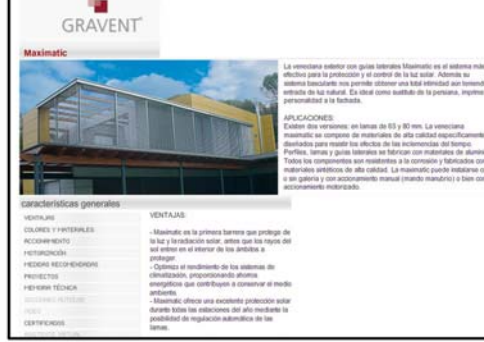 GRAVENT
Maximatic
La veneciana exterior con guías laterales Maximatic es el sistema más
efectivo para la protección y el control de la luz solar. Además su
sistema basculante nos permite obtener una total intimidad aún teniendo
entrada de luz natural. Es ideal como sustituto de la persiana, imprime
personalidad a la fachada.
APLICACIONES:
Existen dos versiones: en lamas de 63 y 80 mm. La veneciana
maximatic se compone de materiales de alta calidad específicamente
diseñados para resistir los efectos de las inclemencias del tiempo.
Perfiles, lamas y guías laterales se fabrican con materiales de alumini
Todos los componentes son resistentes a la corrosión y fabricados con
materiales sintéticos de alta calidad. La maximatic puede instalarse c
o sin galería y con accionamiento manual (mando manubrio) o bien con
accionamiento motorizado.
características generales
VENTAJAS
COLORES Y MATERIALES
ACCIONAMIENTO
MOTORIZACIÓN
MEDIDAS RECOMENDADAS
PROYECTOS
MEMORIA TÉCNICA
VIDEO
CERTIFICADOS
VENTAJAS:
- Maximatic es la primera barrera que protege de
la luz y la radiación solar, antes que los rayos del
sol entren en el interior de los ámbitos a
proteger.
- Optimiza el rendimiento de los sistemas de
climatización, proporcionando ahorros
energéticos que contribuyen a conservar el medio
ambiente.
- Maximatic ofrece una excelente protección solar
durante todas las estaciones del año mediante la
posibilidad de regulación automática de las
lamas.